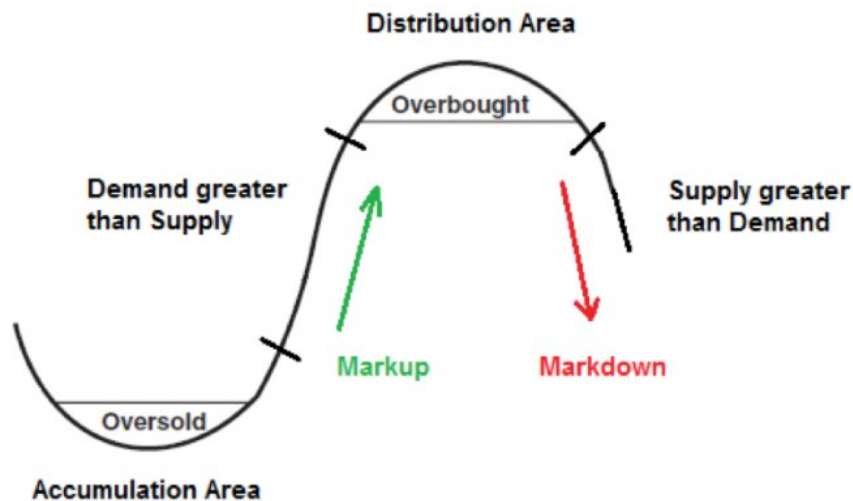 Distribution Area
Overbought
Demand greater
than Supply
Supply greater
than Demand
Markup
Markdown
Oversold
Accumulation Area